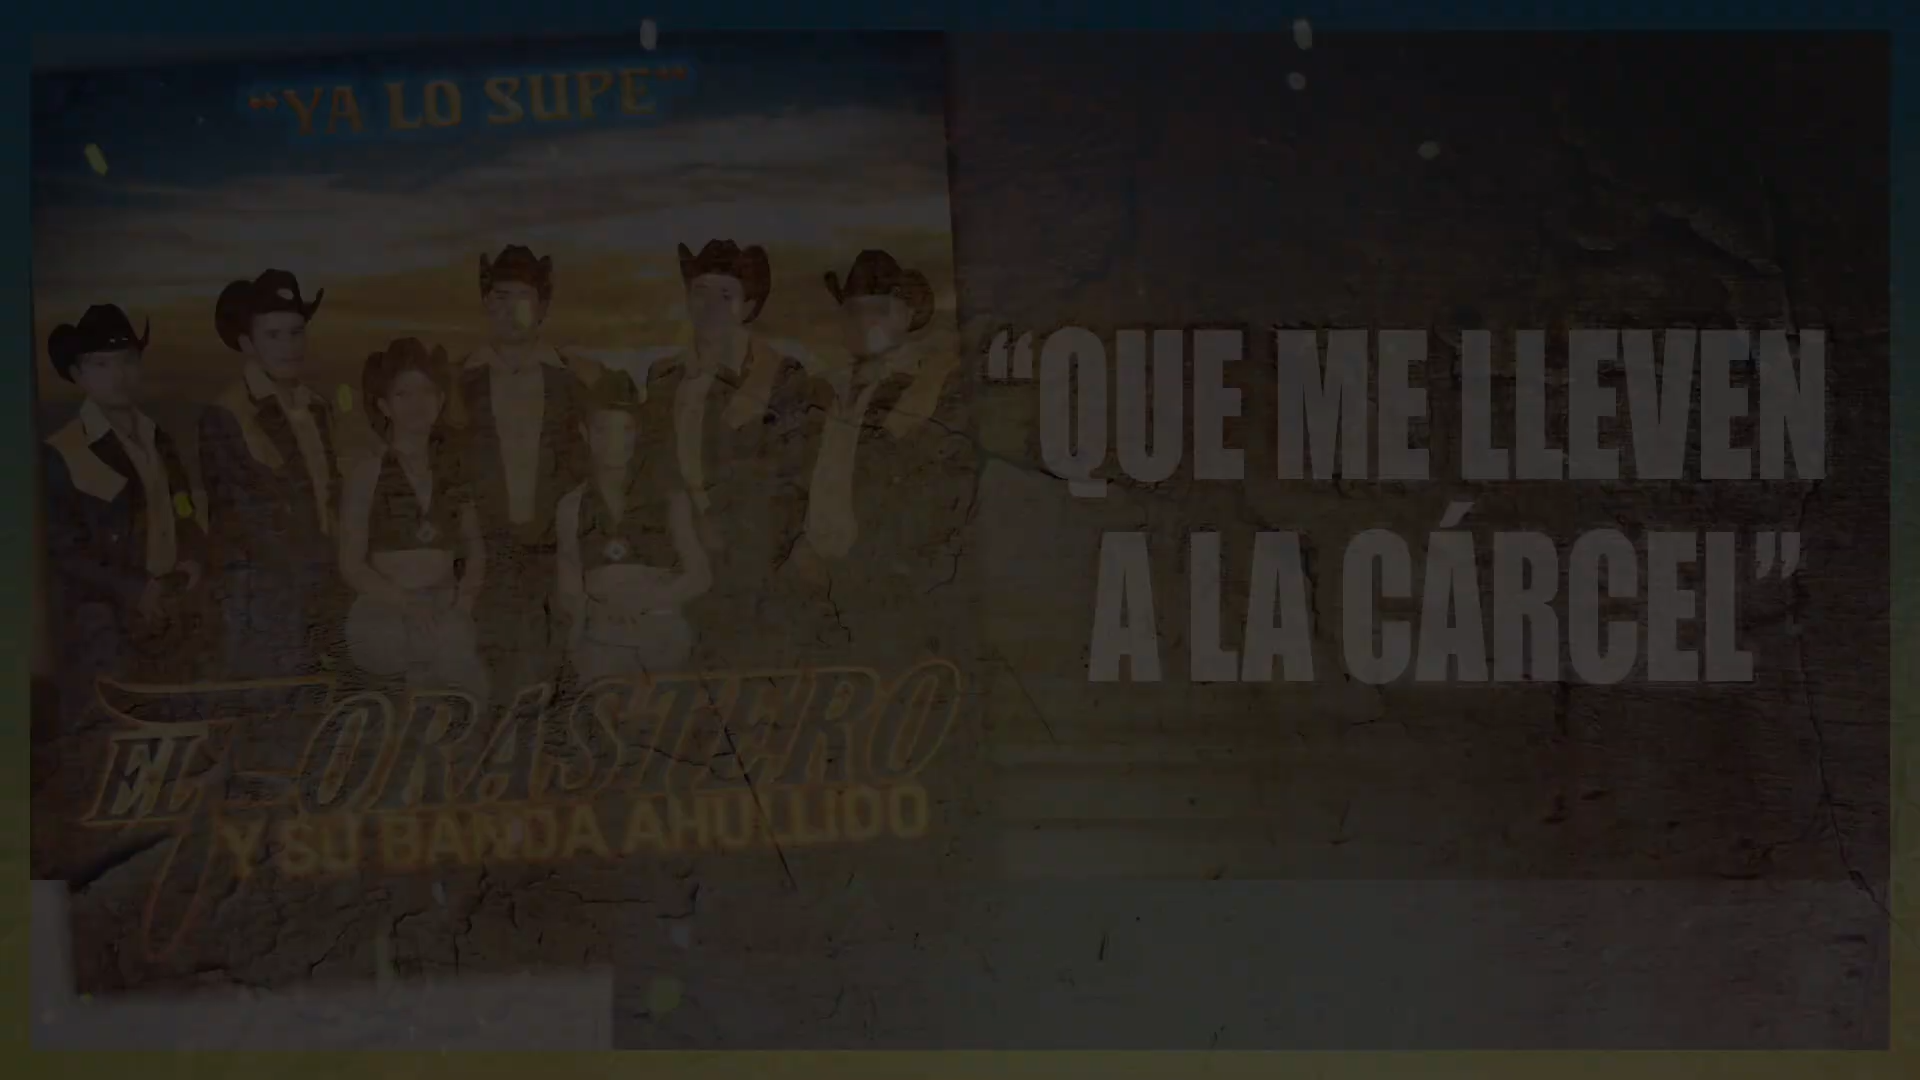 "YA LO SUPE"
EL FORASTERO
Y SU BANDA AHULLIDO
“QUE ME LLEVEN
A LA CÁRCEL”